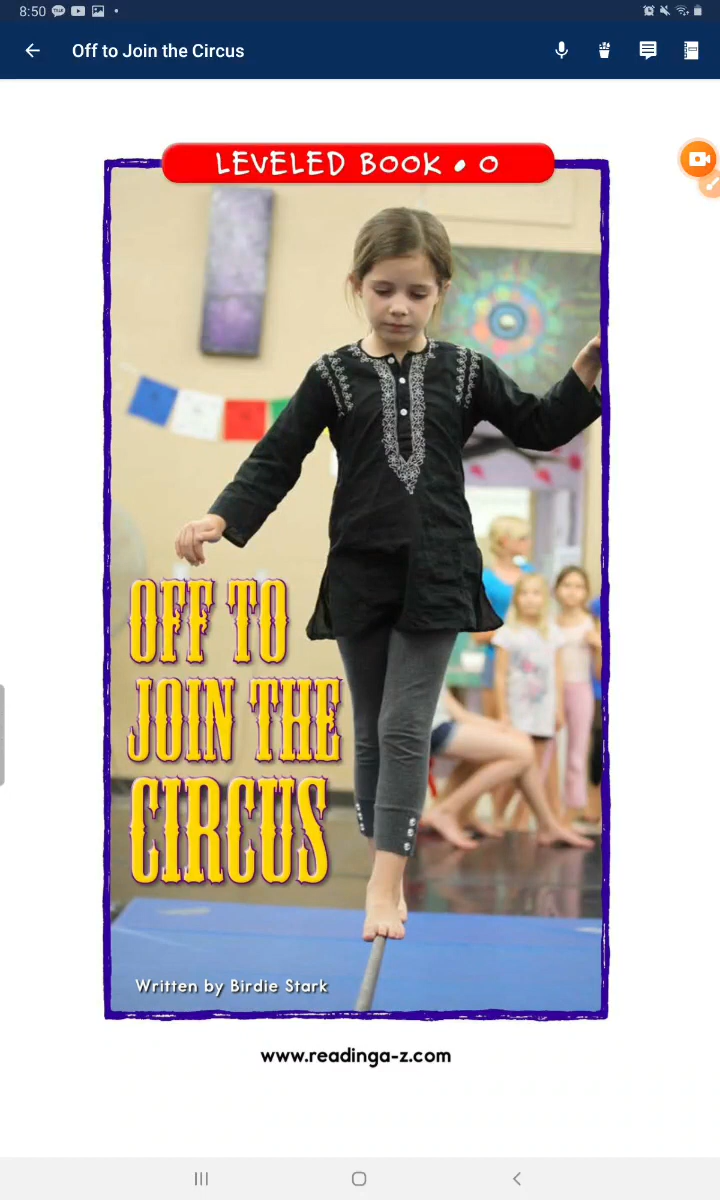 8:50
Off to Join the Circus
LEVELED BOOK • O
OFF TO
JOIN THE
CIRCUS
Written by Birdie Stark
www.readinga-z.com